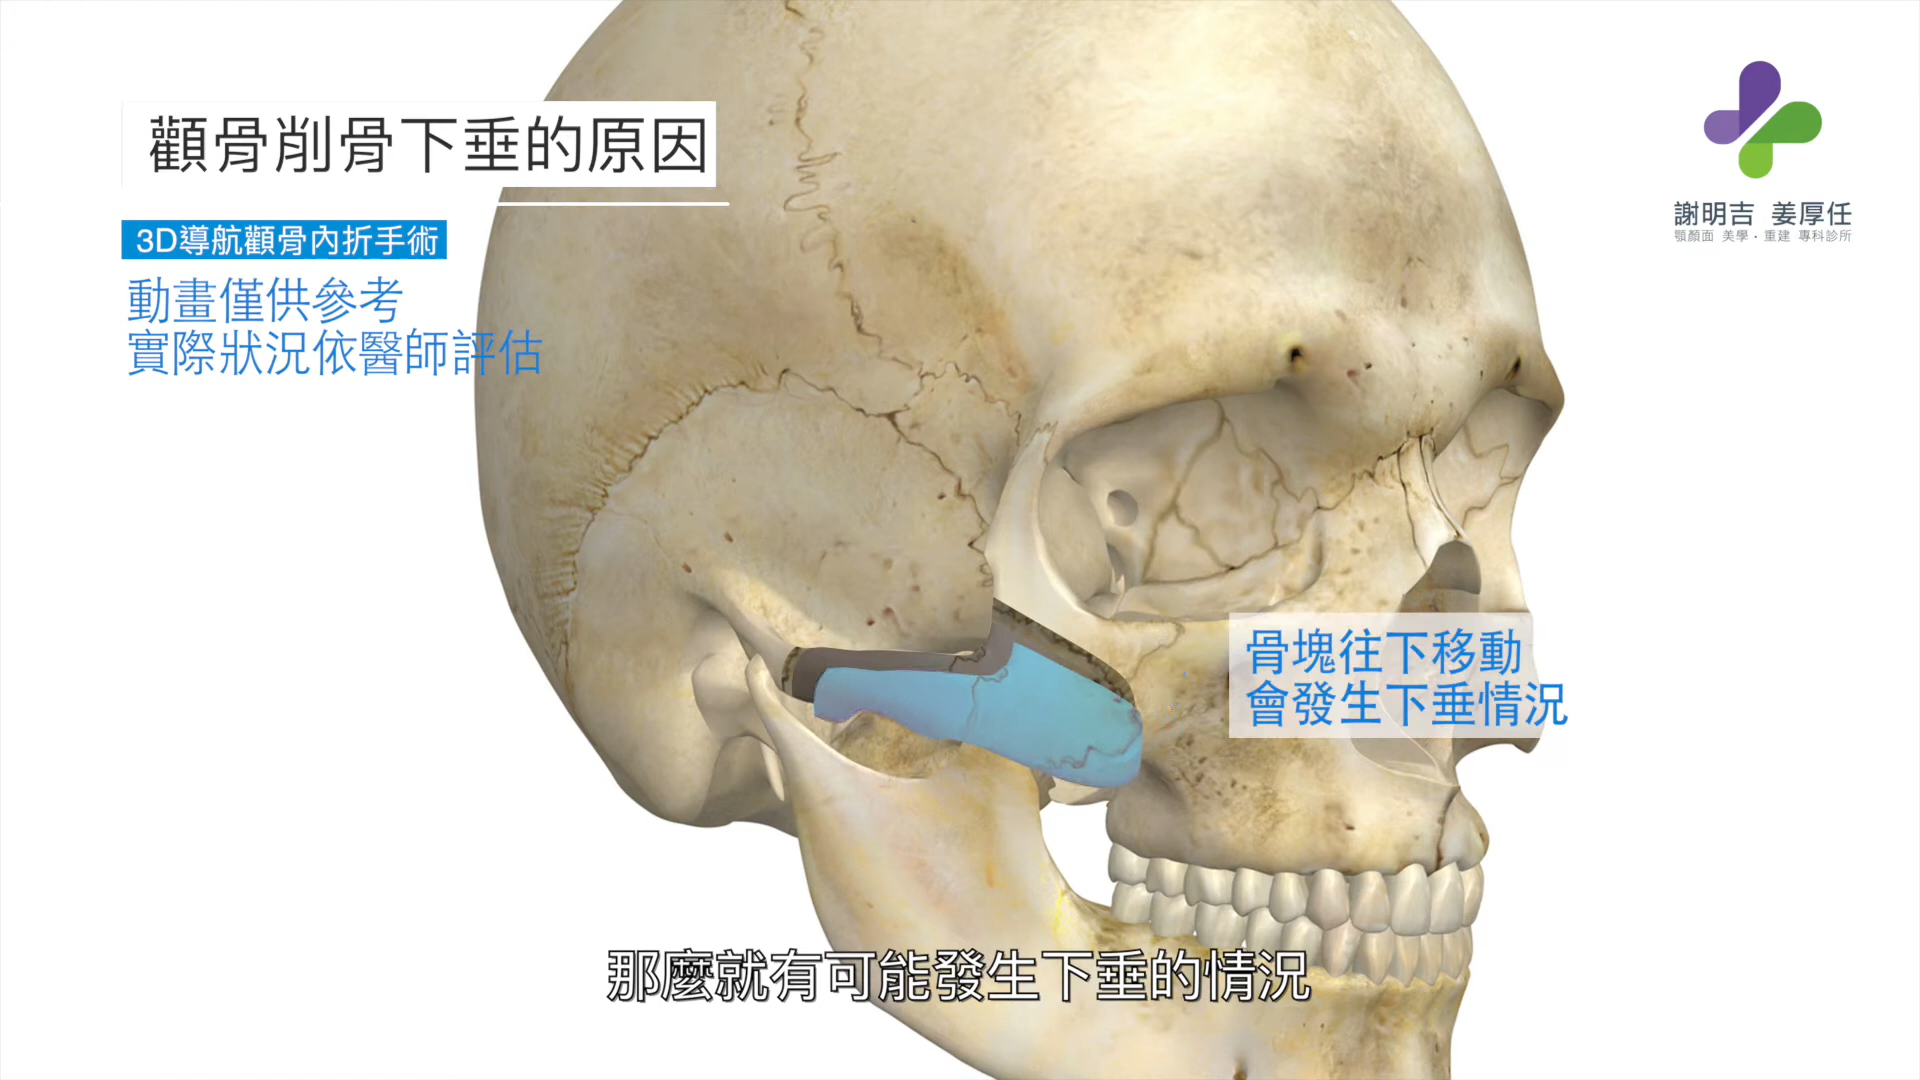 顴骨削骨下垂的原因
3D導航顴骨內折手術
動畫僅供參考
實際狀況依醫師評估
謝明吉 姜厚任
顎顏面 美學·重建 專科診所
骨塊往下移動
會發生下垂情況
那麼就有可能發生下垂的情況